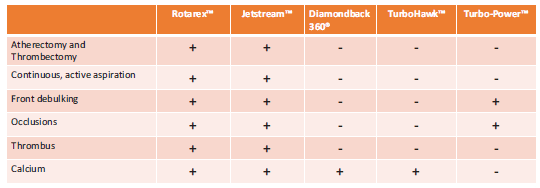 Rotarex™ Jetstream™ Diamondback 360® TurboHawk™ Turbo-Power™
Atherectomy and Thrombectomy + + - - -
Continuous, active aspiration + + - - -
Front debulking + + - - +
Occlusions + + - - +
Thrombus + + - - -
Calcium + + + + -